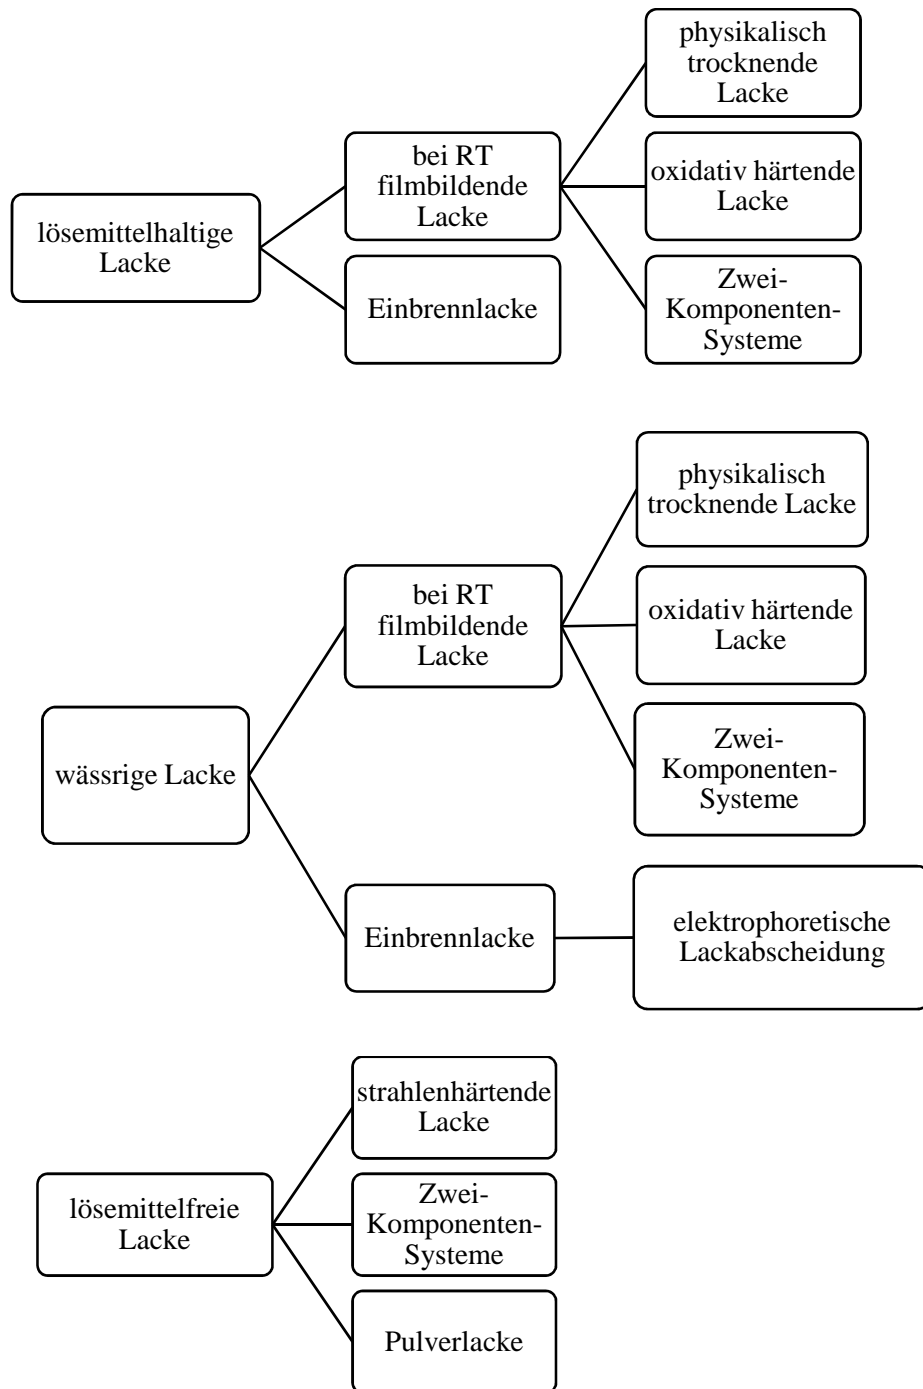 lösemittelhaltige
Lacke
bei RT
filmbildende
Lacke
Einbrennlacke
physikalisch
trocknende
Lacke
oxidativ härtende
Lacke
Zwei-
Komponenten-
Systeme
wässrige Lacke
bei RT
filmbildende
Lacke
Einbrennlacke
physikalisch
trocknende Lacke
oxidativ härtende
Lacke
Zwei-
Komponenten-
Systeme
elektrophoretische
Lackabscheidung
lösemittelfreie
Lacke
strahlenhärtende
Lacke
Zwei-
Komponenten-
Systeme
Pulverlacke